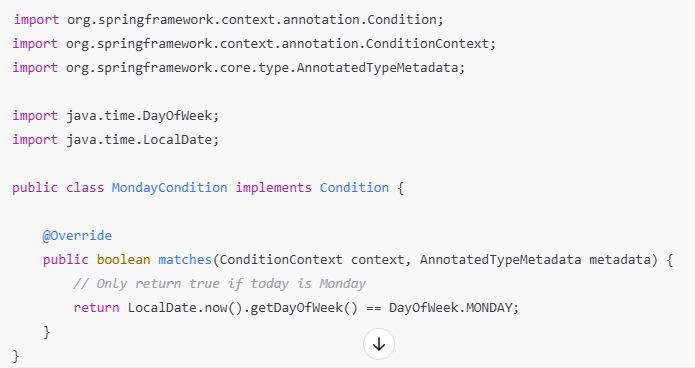 import org.springframework.context.annotation.Condition;
import org.springframework.context.annotation.ConditionContext;
import org.springframework.core.type.AnnotatedTypeMetadata;

import java.time.DayOfWeek;
import java.time.LocalDate;

public class MondayCondition implements Condition {

    @Override
    public boolean matches(ConditionContext context, AnnotatedTypeMetadata metadata) {
        // Only return true if today is Monday
        return LocalDate.now().getDayOfWeek() == DayOfWeek.MONDAY;
    }
}